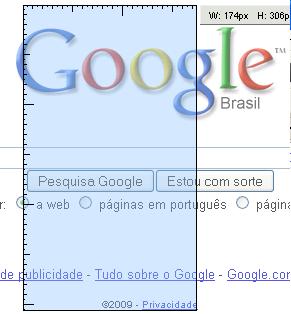 W: 174px H: 306p
Google™
Brasil
Pesquisa Google Estou com sorte
r: a web páginas em português página
de publicidade - Tudo sobre o Google - Google.co
©2009 - Privacidade